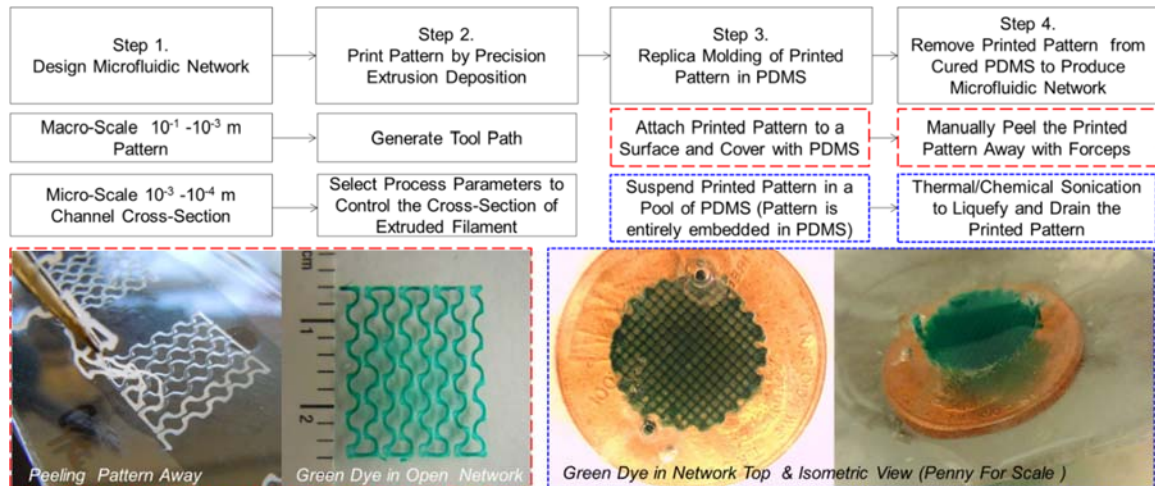 Step 1.
Design Microfluidic Network
Step 2.
Print Pattern by Precision
Extrusion Deposition
Step 3.
Replica Molding of Printed
Pattern in PDMS
Step 4.
Remove Printed Pattern from
Cured PDMS to Produce
Microfluidic Network
Macro-Scale 10⁻¹ -10⁻³ m
Pattern
Generate Tool Path
Attach Printed Pattern to a
Surface and Cover with PDMS
Manually Peel the Printed
Pattern Away with Forceps
Micro-Scale 10⁻³ -10⁻⁴ m
Channel Cross-Section
Select Process Parameters to
Control the Cross-Section of
Extruded Filament
Suspend Printed Pattern in a
Pool of PDMS (Pattern is
entirely embedded in PDMS)
Thermal/Chemical Sonication
to Liquefy and Drain the
Printed Pattern
cm
1
2
Peeling Pattern Away
Green Dye in Open Network
Green Dye in Network Top & Isometric View (Penny For Scale )